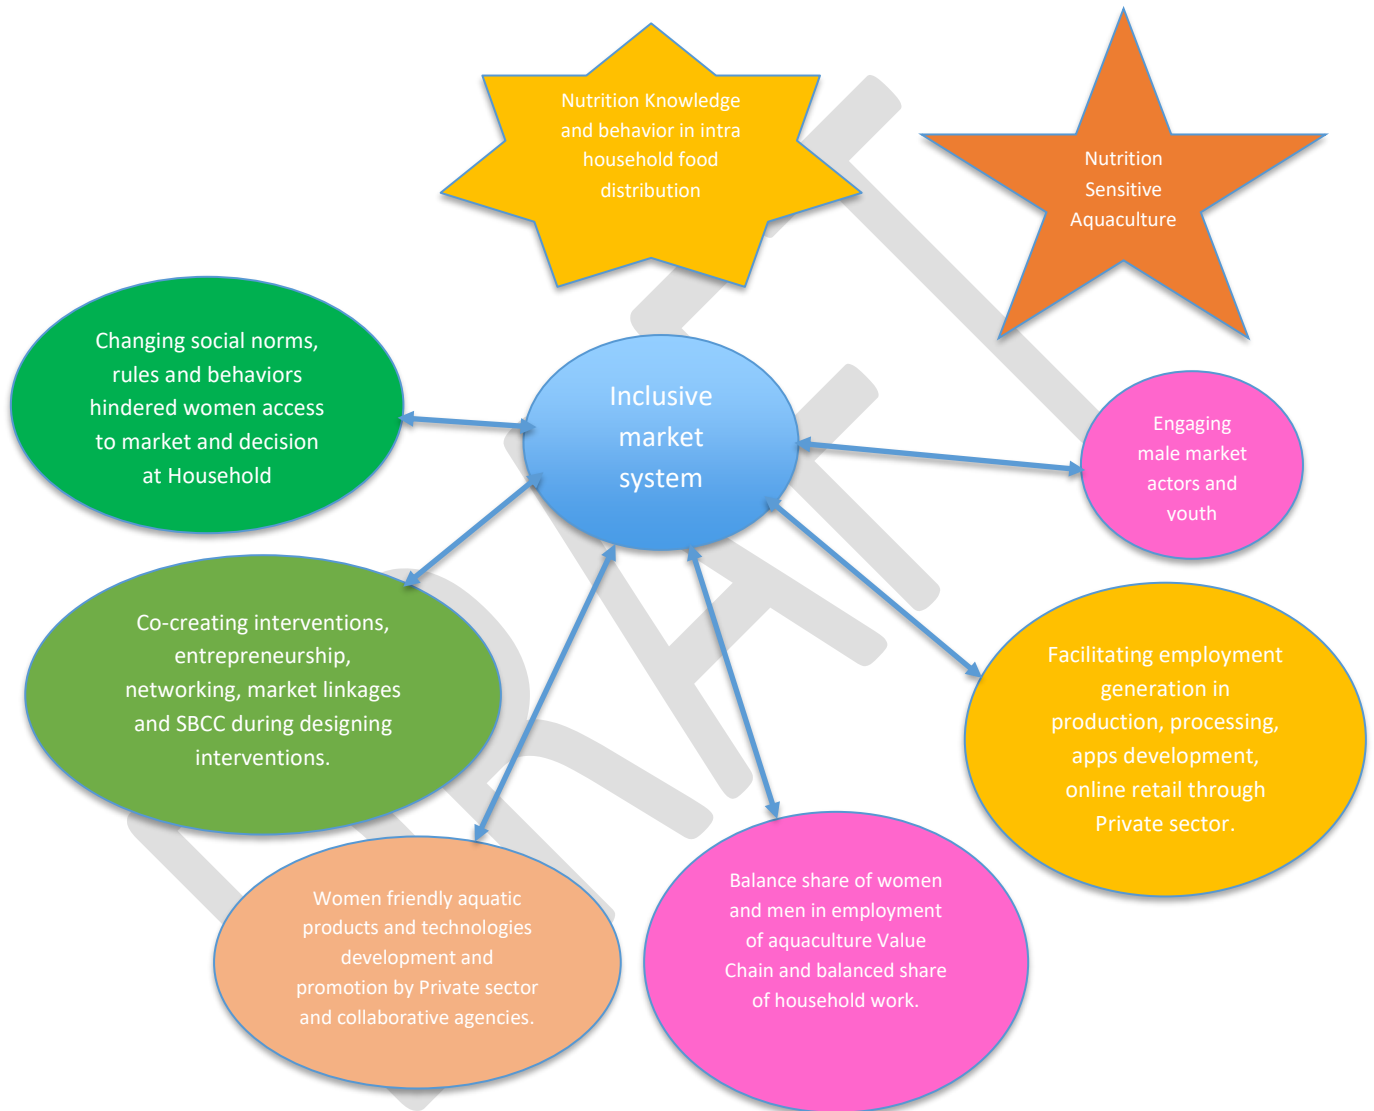 Nutrition Knowledge
and behavior in intra
household food
distribution
Nutrition
Sensitive
Aquaculture
Changing social norms,
rules and behaviors
hindered women access
to market and decision
at Household
Inclusive
market
system
Engaging
male market
actors and
youth
Co-creating interventions,
entrepreneurship,
networking, market linkages
and SBCC during designing
interventions.
Facilitating employment
generation in
production, processing,
apps development,
online retail through
Private sector.
Women friendly aquatic
products and technologies
development and
promotion by Private sector
and collaborative agencies.
Balance share of women
and men in employment
of aquaculture Value
Chain and balanced share
of household work.
DRAFT